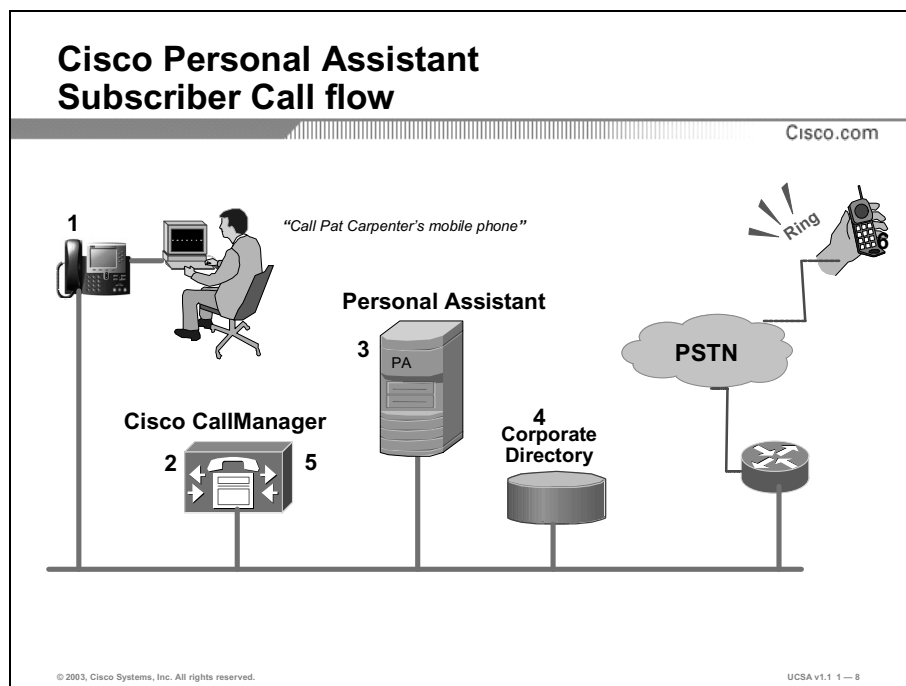 Cisco Personal Assistant
Subscriber Call flow
Cisco.com
1
“Call Pat Carpenter’s mobile phone”
Ring
6
Personal Assistant
3
PA
PSTN
Cisco CallManager
2
5
4
Corporate
Directory
© 2003, Cisco Systems, Inc. All rights reserved.
UCSA v1.1 1 — 8